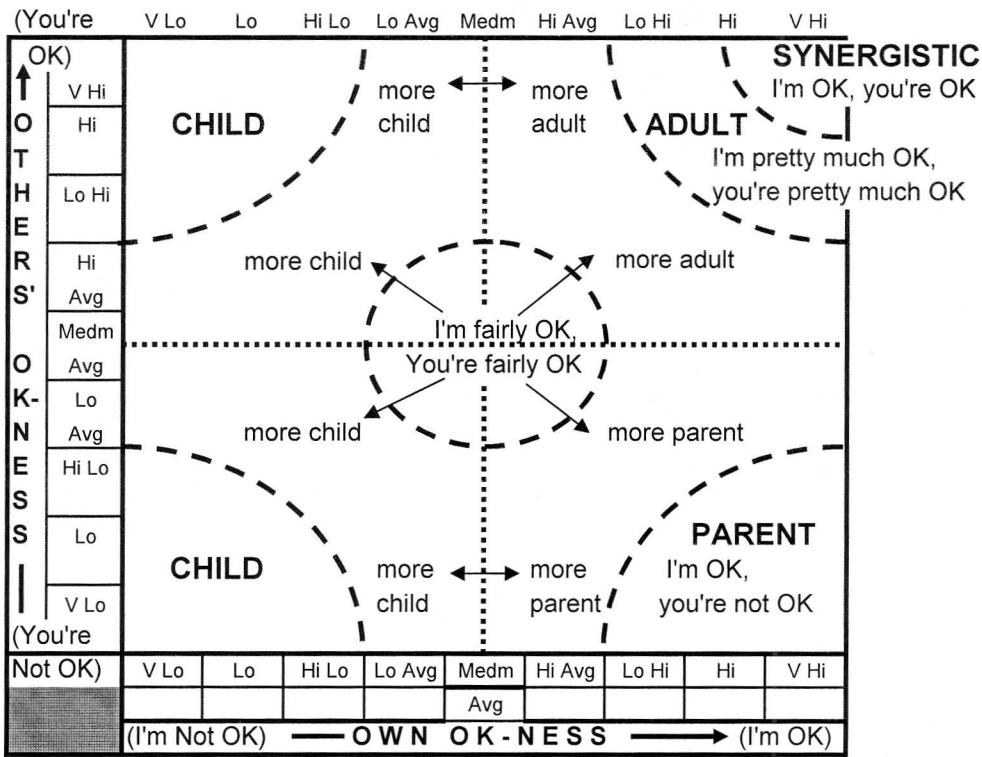 (You're V Lo Lo Hi Lo Lo Avg Medm Hi Avg Lo Hi Hi V Hi
OK)
SYNERGISTIC
I'm OK, you're OK
V Hi
more more
CHILD child adult ADULT
Hi
I'm pretty much OK,
you're pretty much OK
Lo Hi
OTHERS' OK-NESS
Hi
Avg
more child more adult
Medm
Avg
I'm fairly OK,
You're fairly OK
Lo
Avg
more child more parent
Hi Lo
Lo
PARENT
CHILD more more I'm OK,
child parent you're not OK
V Lo
(You're
Not OK) V Lo Lo Hi Lo Lo Avg Medm Hi Avg Lo Hi Hi V Hi
Avg
(I'm Not OK) OWN OK-NESS (I'm OK)